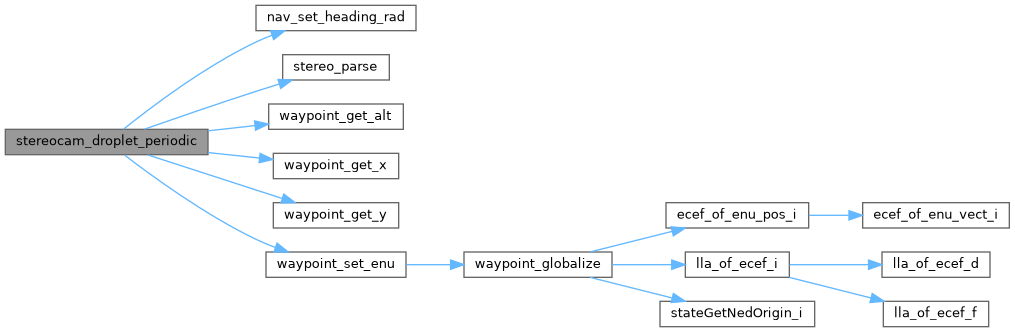 stereocam_droplet_periodic
nav_set_heading_rad
stereo_parse
waypoint_get_alt
waypoint_get_x
waypoint_get_y
waypoint_set_enu
waypoint_globalize
ecef_of_enu_pos_i
ecef_of_enu_vect_i
lla_of_ecef_i
lla_of_ecef_d
lla_of_ecef_f
stateGetNedOrigin_i